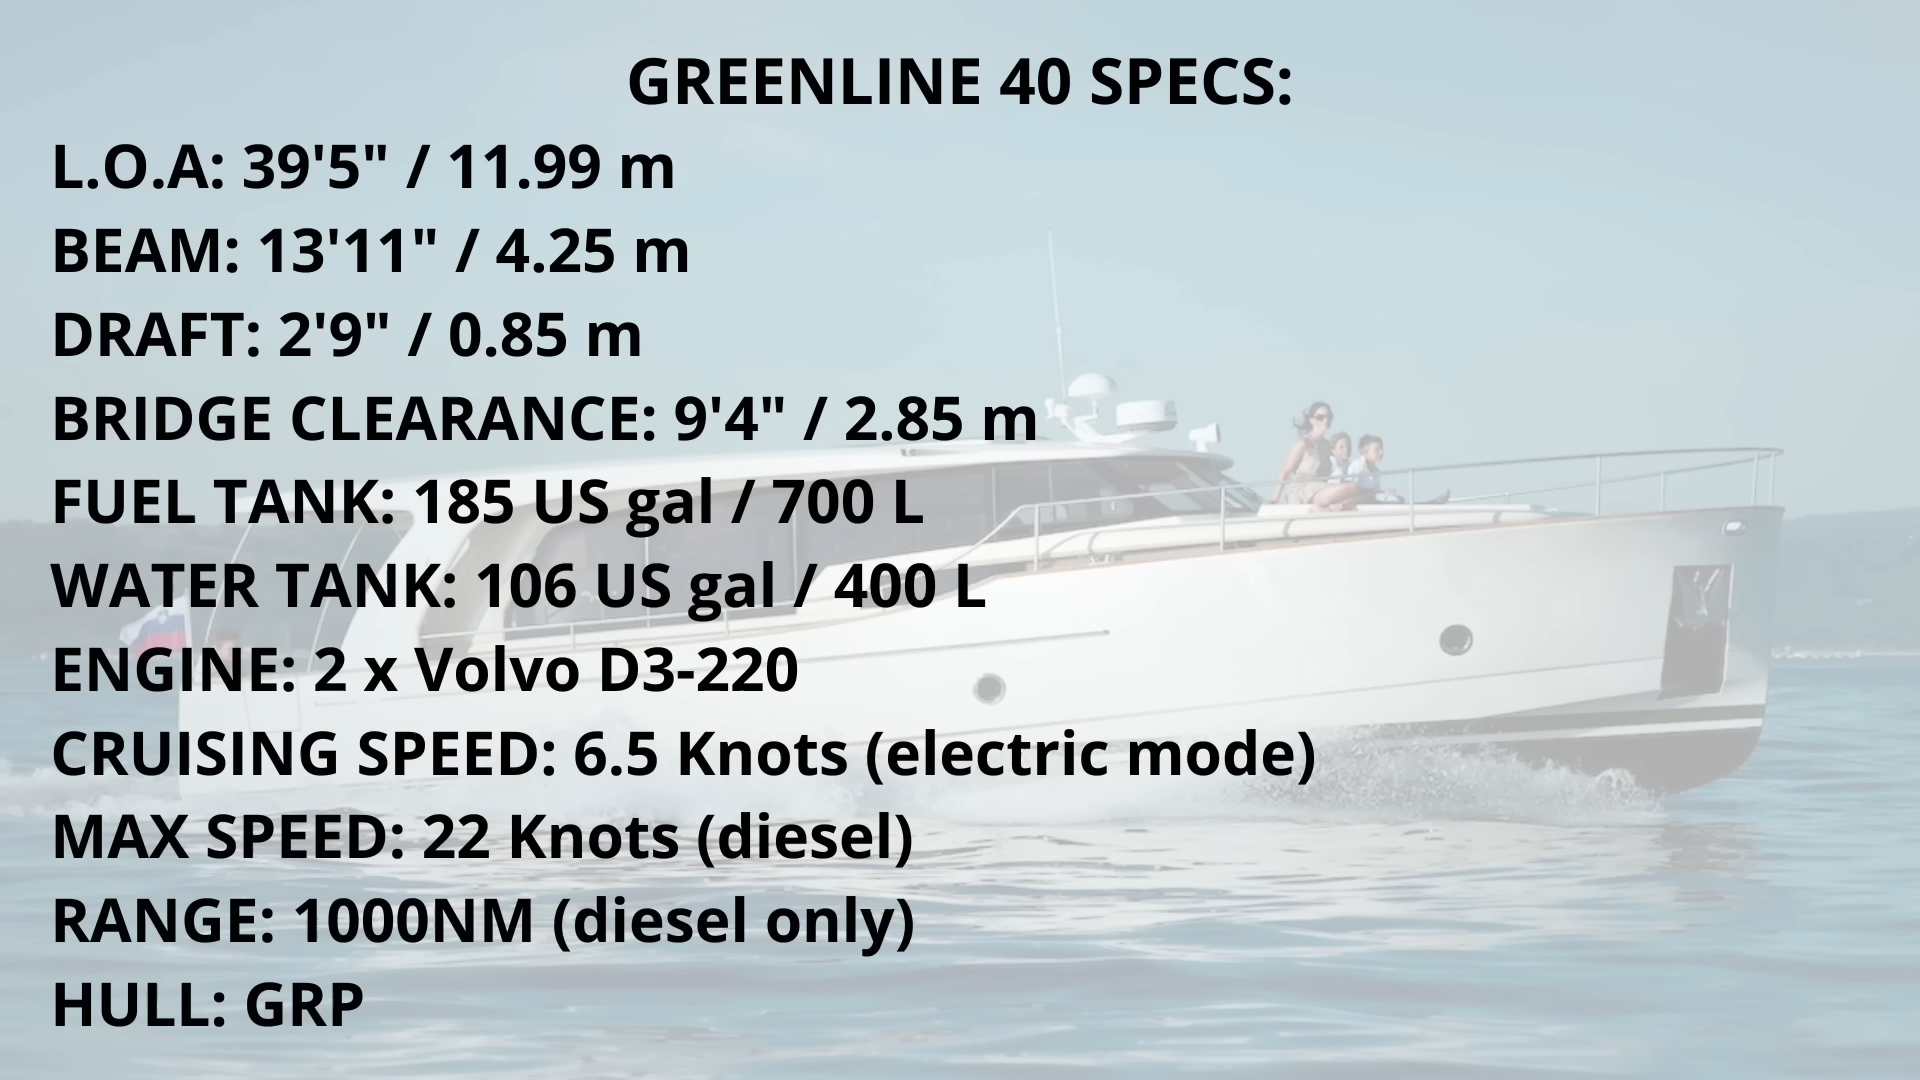 GREENLINE 40 SPECS:
L.O.A: 39'5" / 11.99 m
BEAM: 13'11" / 4.25 m
DRAFT: 2'9" / 0.85 m
BRIDGE CLEARANCE: 9'4" / 2.85 m
FUEL TANK: 185 US gal / 700 L
WATER TANK: 106 US gal / 400 L
ENGINE: 2 x Volvo D3-220
CRUISING SPEED: 6.5 Knots (electric mode)
MAX SPEED: 22 Knots (diesel)
RANGE: 1000NM (diesel only)
HULL: GRP